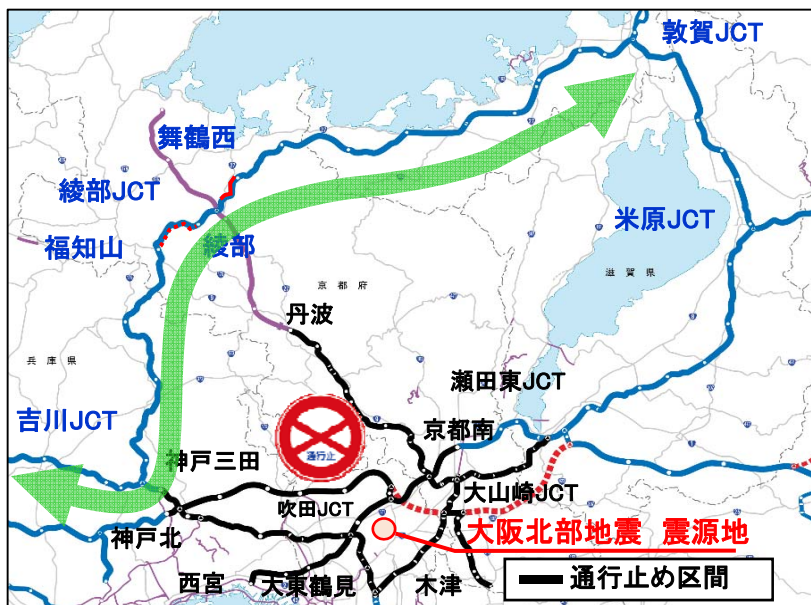 敦賀JCT
舞鶴西
綾部JCT
福知山
綾部
米原JCT
滋賀県
京都府
丹波
兵庫県
瀬田東JCT
吉川JCT
通行止
京都南
神戸三田
吹田JCT
大山崎JCT
神戸北
大阪北部地震 震源地
西宮
大東鶴見
木津
通行止め区間